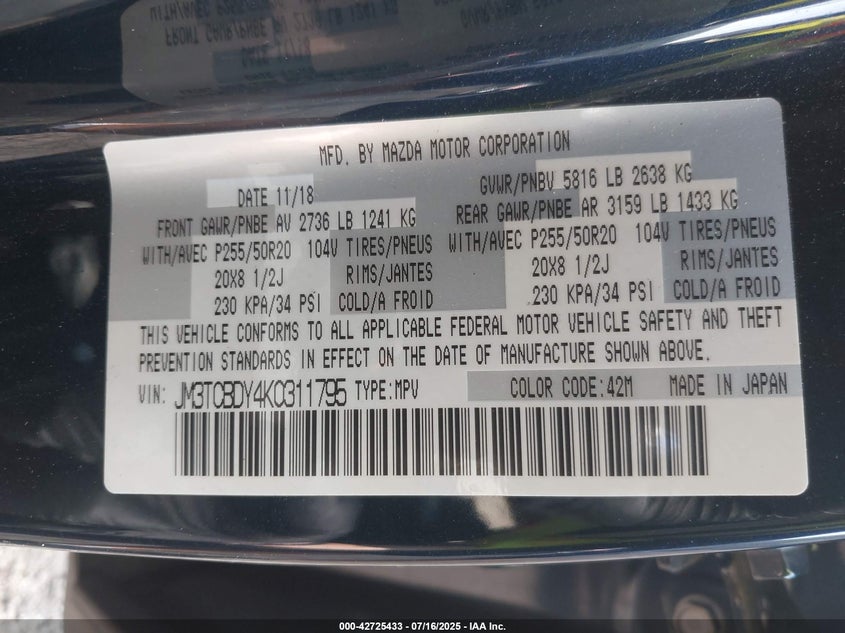 MFD. BY MAZDA MOTOR CORPORATION
DATE 11/18 GVWR/PNBV 5816 LB 2638 KG
FRONT GAWR/PNBE AV 2736 LB 1241 KG REAR GAWR/PNBE AR 3159 LB 1433 KG
WITH/AVEC P255/50R20 104V TIRES/PNEUS WITH/AVEC P255/50R20 104V TIRES/PNEUS
20X8 1/2J RIMS/JANTES 20X8 1/2J RIMS/JANTES
230 KPA/34 PSI COLD/A FROID 230 KPA/34 PSI COLD/A FROID
THIS VEHICLE CONFORMS TO ALL APPLICABLE FEDERAL MOTOR VEHICLE SAFETY AND THEFT
PREVENTION STANDARDS IN EFFECT ON THE DATE OF MANUFACTURE SHOWN ABOVE.
VIN: JM3TCBDY4K0311795 TYPE:MPV COLOR CODE:42M MADE IN JAPAN
000-42725433 - 07/16/2025 - IAA Inc.